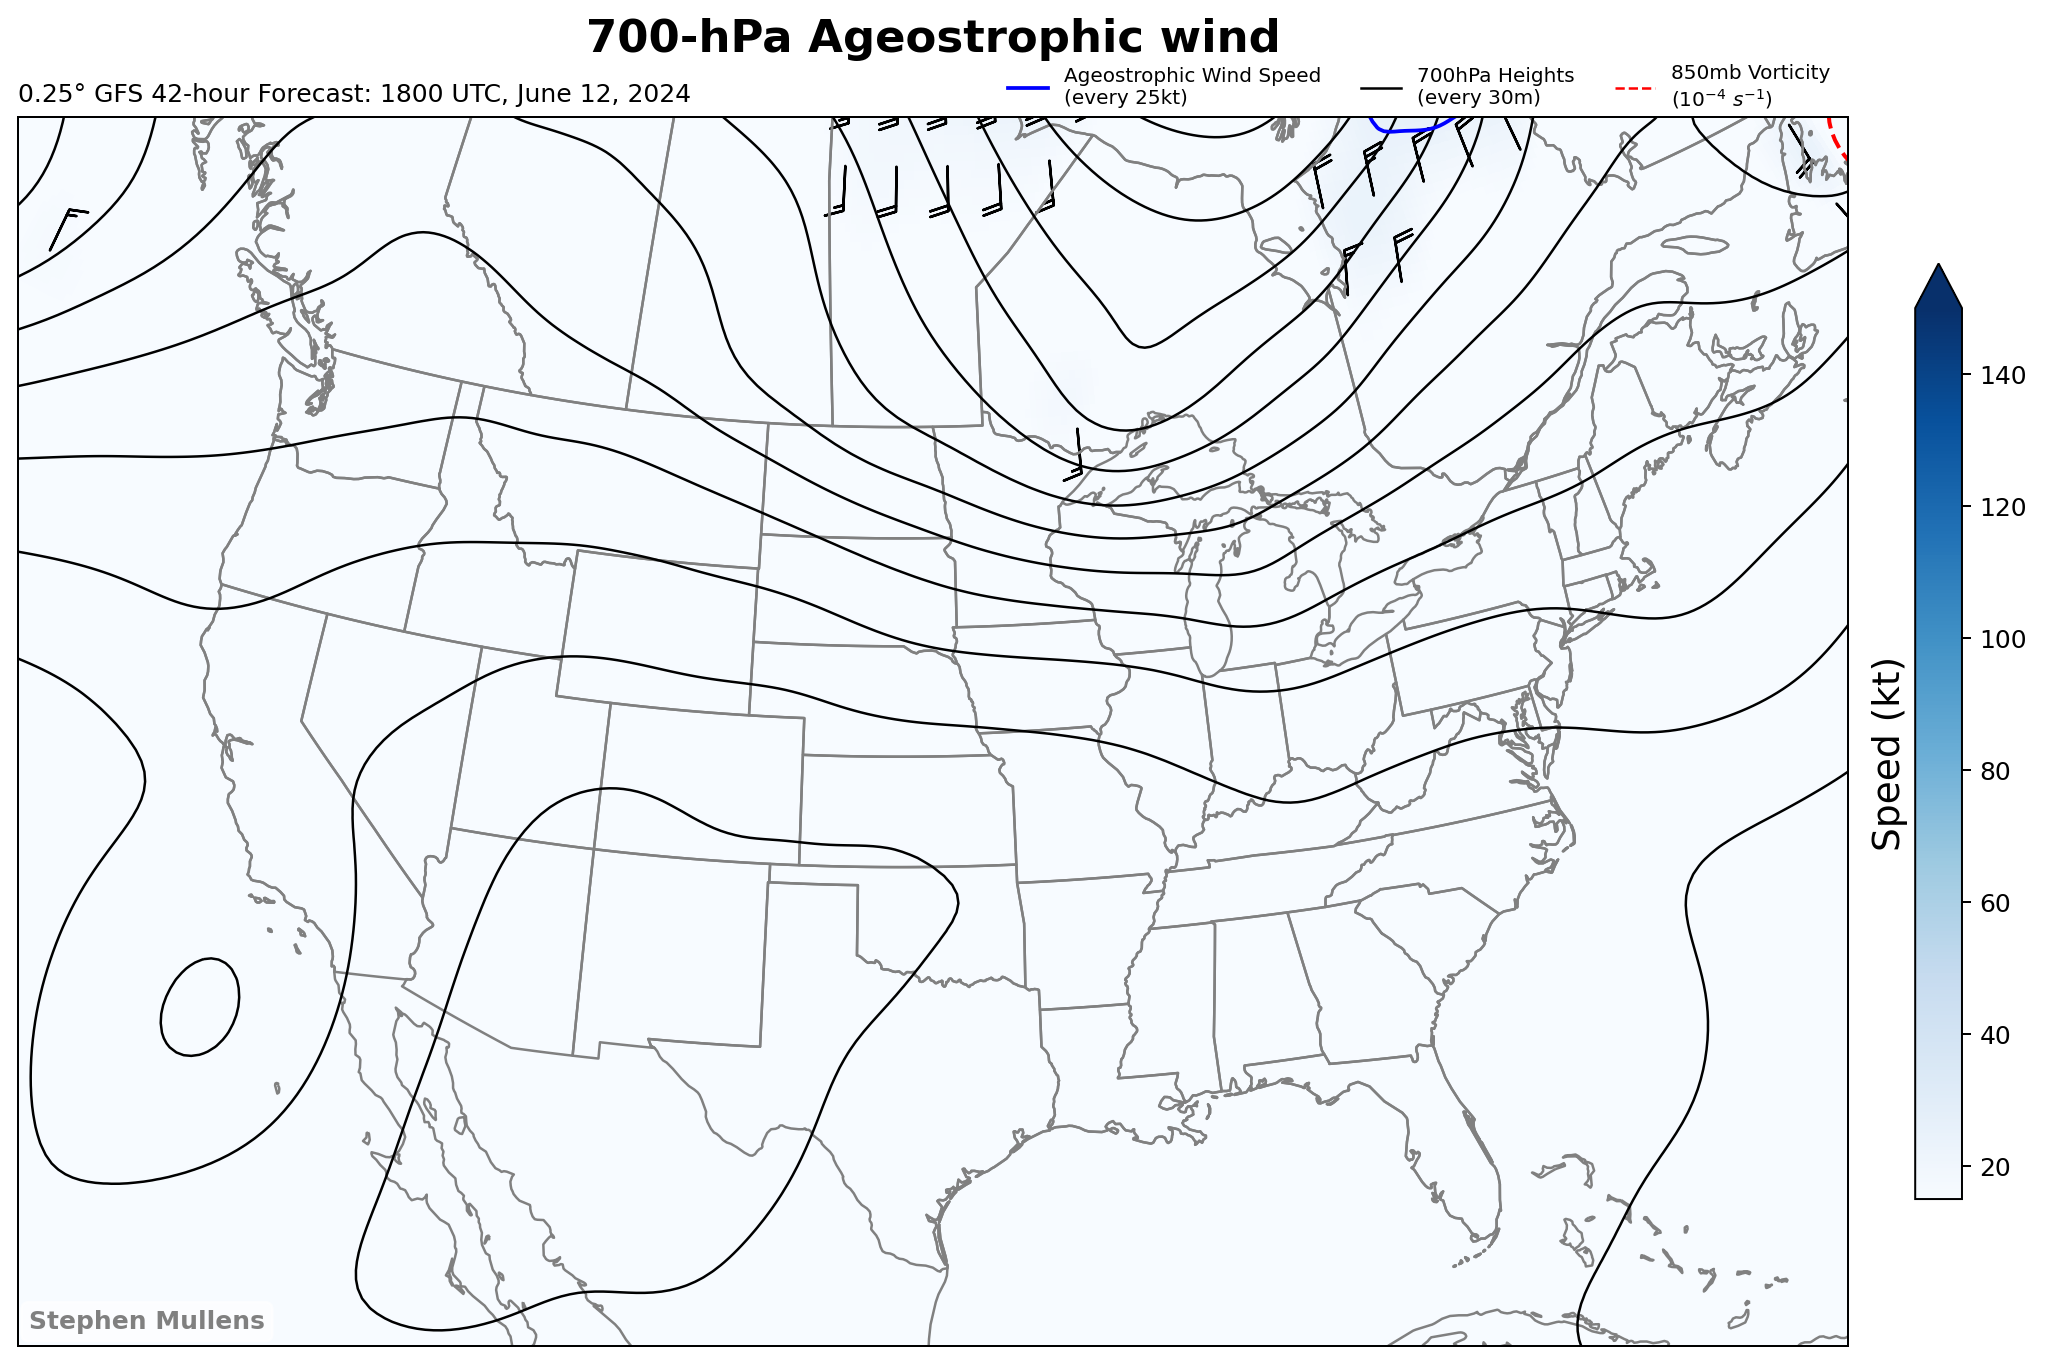 700-hPa Ageostrophic wind
0.25° GFS 42-hour Forecast: 1800 UTC, June 12, 2024
Ageostrophic Wind Speed
(every 25kt)
700hPa Heights
(every 30m)
850mb Vorticity
(10⁻⁴ s⁻¹)
140
120
100
80
60
40
20
Speed (kt)
Stephen Mullens